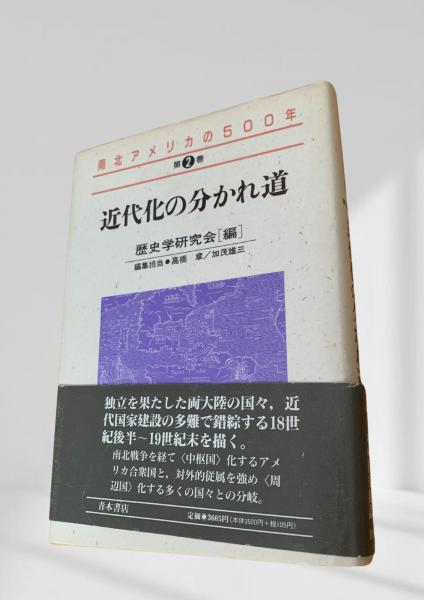 南北アメリカの500年
第2巻
近代化の分かれ道
歴史学研究会[編]
編集担当●高橋 章/加茂雄三
独立を果たした両大陸の国々，近
代国家建設の多難で錯綜する18世
紀後半〜19世紀末を描く。
南北戦争を経て〈中枢国〉化するアメ
リカ合衆国と，対外的従属を強め〈周
辺国〉化する多くの国々との分岐。
青木書店
定価●3605円(本体3500円+税105円)